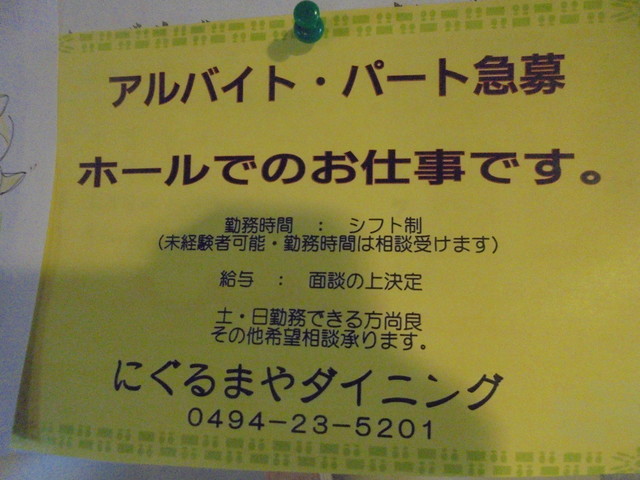 アルバイト・パート急募
ホールでのお仕事です。
勤務時間 : シフト制
(未経験者可能・勤務時間は相談受けます)
給与 : 面談の上決定
土・日勤務できる方尚良
その他希望相談承ります。
にぐるまやダイニング
0494-23-5201